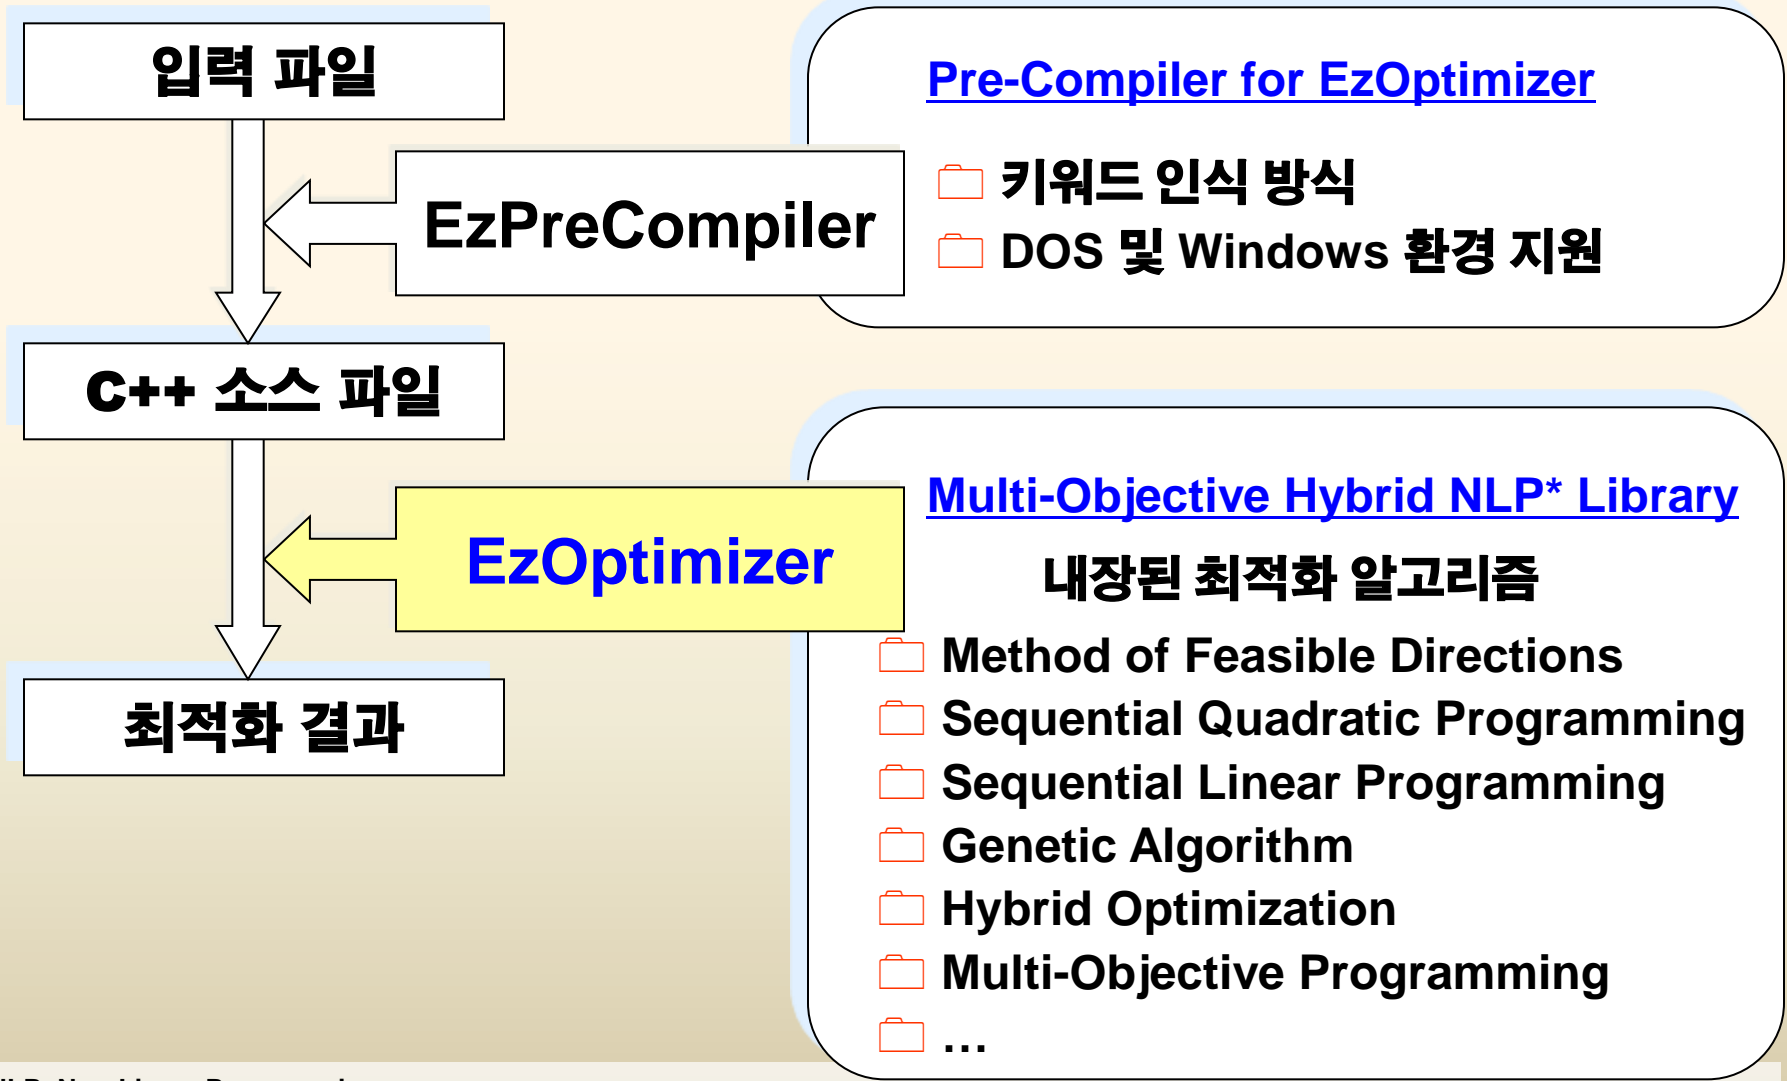 입력 파일
EzPreCompiler
C++ 소스 파일
EzOptimizer
최적화 결과
Pre-Compiler for EzOptimizer
키워드 인식 방식
DOS 및 Windows 환경 지원
Multi-Objective Hybrid NLP* Library
내장된 최적화 알고리즘
Method of Feasible Directions
Sequential Quadratic Programming
Sequential Linear Programming
Genetic Algorithm
Hybrid Optimization
Multi-Objective Programming
…